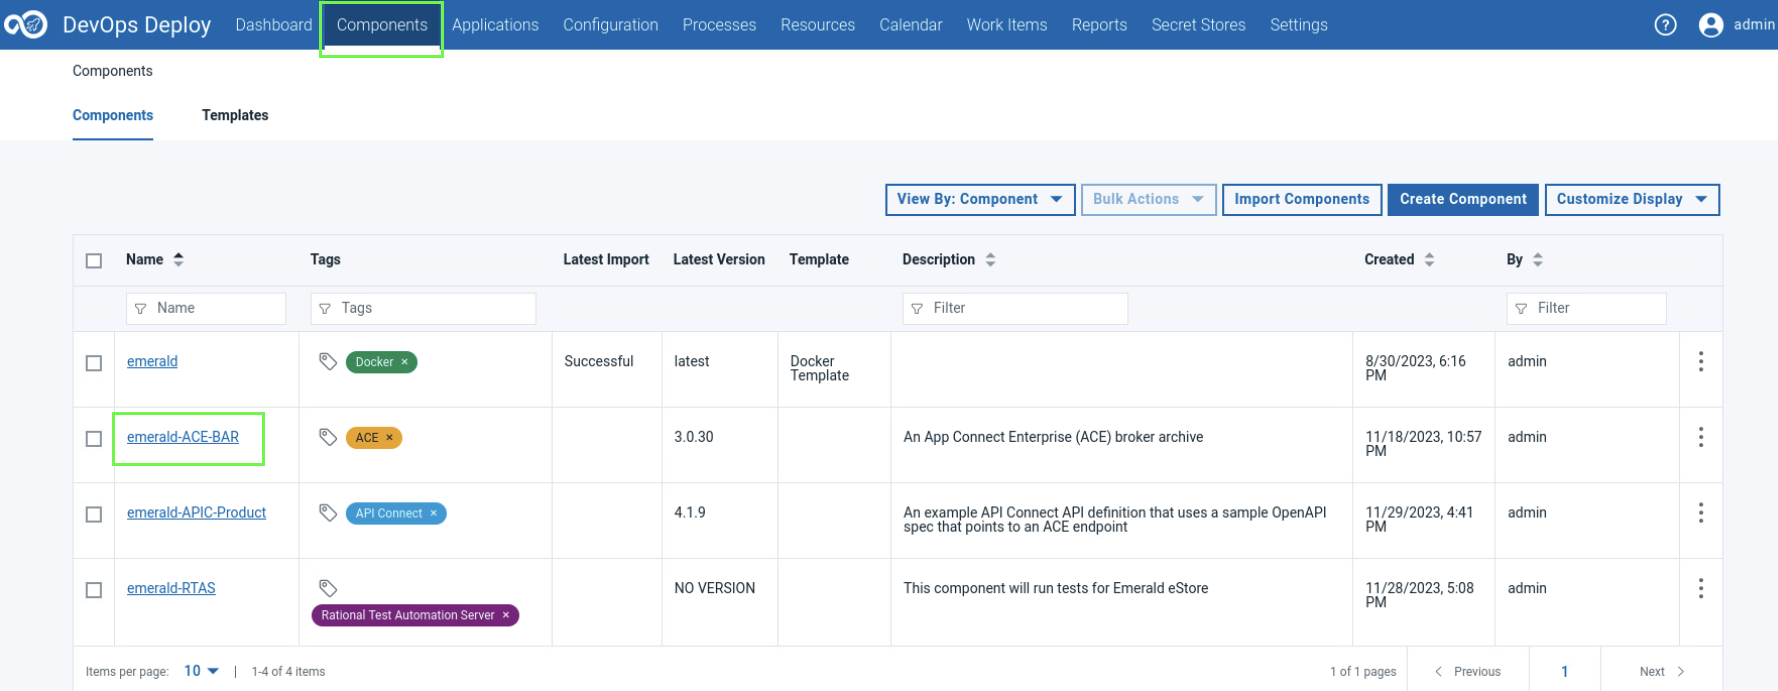 DevOps Deploy Dashboard Components Applications Configuration Processes Resources Calendar Work Items Reports Secret Stores Settings ? admin
Components
Components Templates
View By: Component Bulk Actions Import Components Create Component Customize Display
Name Tags Latest Import Latest Version Template Description Created By
Name Tags Filter Filter
emerald Docker × Successful latest Docker 8/30/2023, 6:16 admin
Template PM
emerald-ACE-BAR ACE × 3.0.30 An App Connect Enterprise (ACE) broker archive 11/18/2023, 10:57 admin
PM
emerald-APIC-Product API Connect × 4.1.9 An example API Connect API definition that uses a sample OpenAPI 11/29/2023, 4:41 admin
spec that points to an ACE endpoint PM
emerald-RTAS NO VERSION This component will run tests for Emerald eStore 11/28/2023, 5:08 admin
Rational Test Automation Server × PM
Items per page: 10 | 1-4 of 4 items 1 of 1 pages Previous 1 Next